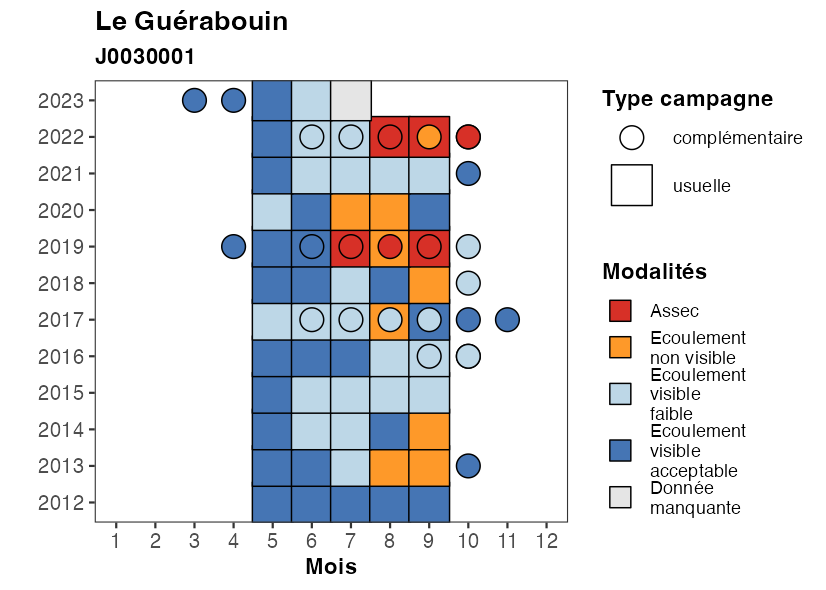 Le Guérabouin
J0030001
2023
2022
2021
2020
2019
2018
2017
2016
2015
2014
2013
2012
1 2 3 4 5 6 7 8 9 10 11 12
Mois
Type campagne
complémentaire
usuelle
Modalités
Assec
Ecoulement
non visible
Ecoulement
visible
faible
Ecoulement
visible
acceptable
Donnée
manquante